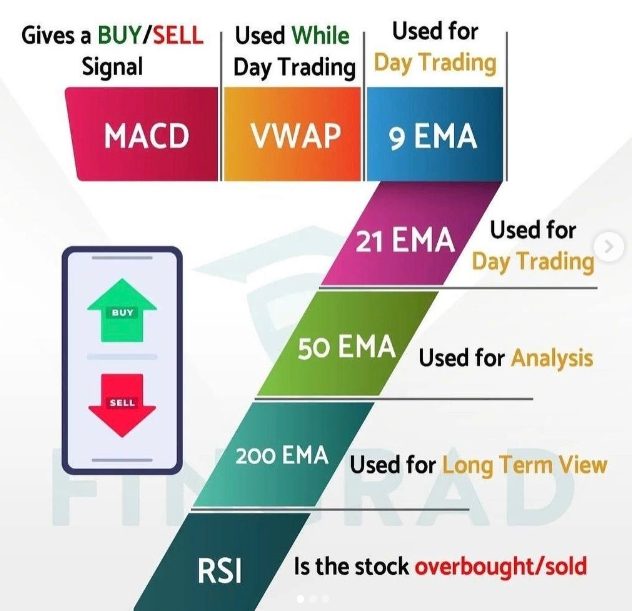 Gives a BUY/SELL
Signal
Used While
Day Trading
Used for
Day Trading
MACD
VWAP
9 EMA
21 EMA
Used for
Day Trading
BUY
50 EMA
Used for Analysis
SELL
200 EMA
Used for Long Term View
FINGRAD
RSI
Is the stock overbought/sold